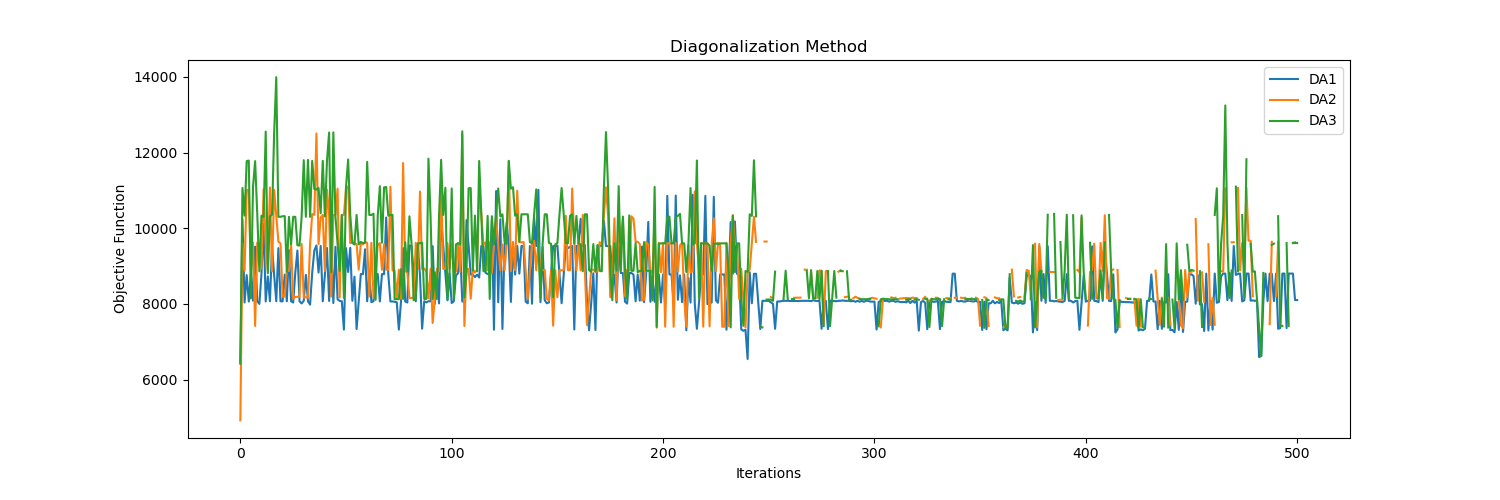 Diagonalization Method
14000
12000
10000
8000
6000
Objective Function
0 100 200 300 400 500
Iterations
DA1
DA2
DA3